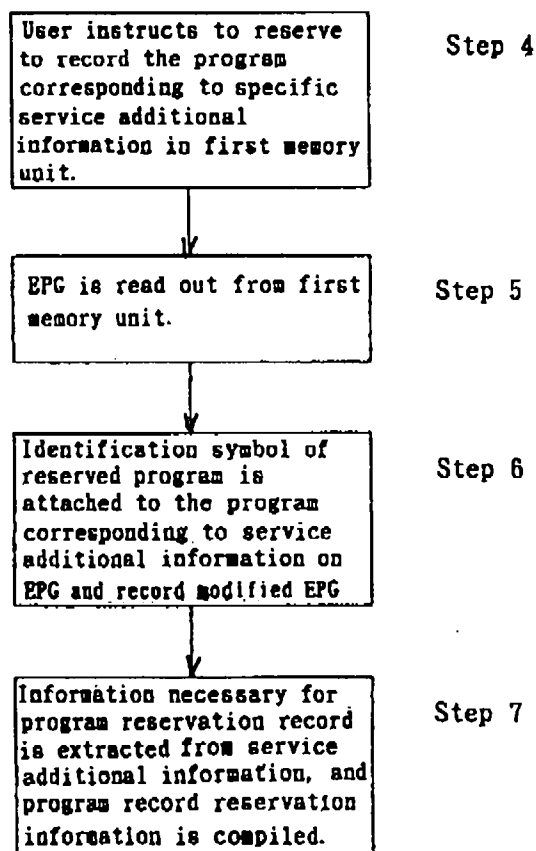 User instructs to reserve
to record the program
corresponding to specific
service additional
information in first memory
unit.
Step 4
EPG is read out from first
memory unit.
Step 5
Identification symbol of
reserved program is
attached to the program
corresponding to service
additional information on
EPG and record modified EPG
Step 6
Information necessary for
program reservation record
is extracted from service
additional information, and
program record reservation
information is compiled.
Step 7